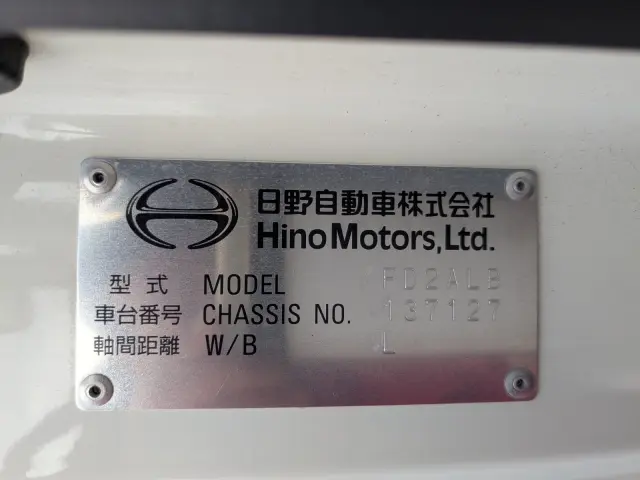 日野自動車株式会社
Hino Motors, Ltd.
型式 MODEL FD2ALB
車台番号 CHASSIS NO. 137127
軸間距離 W/B L